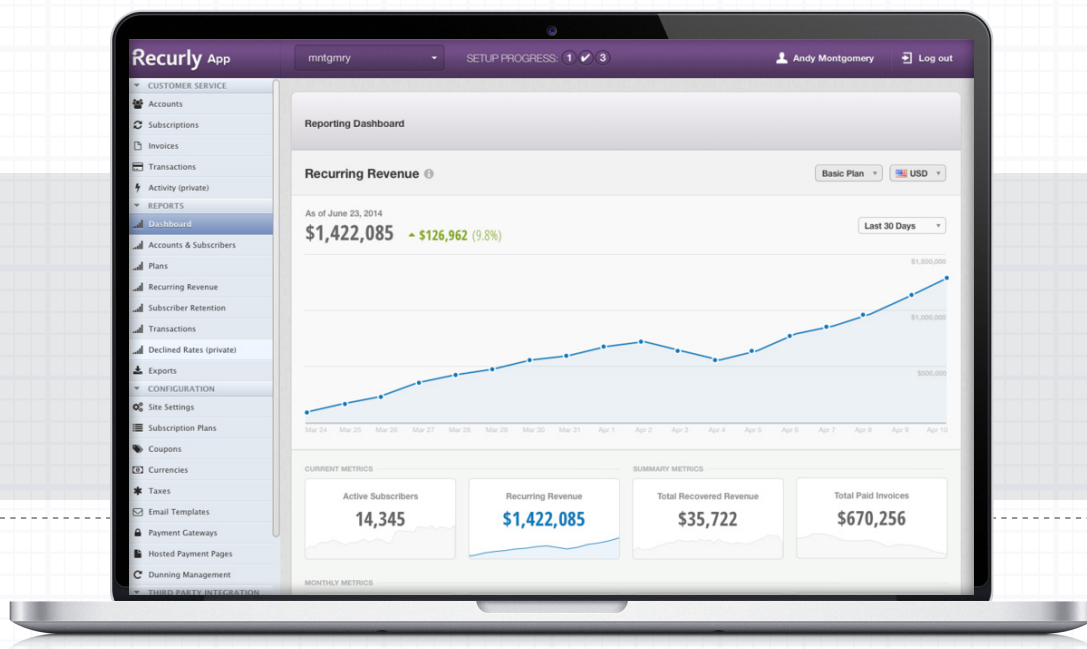 Recurly App
mntgmry
SETUP PROGRESS: 1 ✔ 3
Andy Montgomery
Log out
CUSTOMER SERVICE
Accounts
Subscriptions
Invoices
Transactions
Activity (private)
REPORTS
Dashboard
Accounts & Subscribers
Plans
Recurring Revenue
Subscriber Retention
Transactions
Declined Rates (private)
Exports
CONFIGURATION
Site Settings
Subscription Plans
Coupons
Currencies
Taxes
Email Templates
Payment Gateways
Hosted Payment Pages
Dunning Management
THIRD PARTY INTEGRATION
Reporting Dashboard
Recurring Revenue
Basic Plan
USD
As of June 23, 2014
$1,422,085 $126,962 (9.8%)
Last 30 Days
$1,000,000
$500,000
Mar 24 Mar 25 Mar 26 Mar 27 Mar 28 Mar 29 Mar 30 Mar 31 Apr 1 Apr 2 Apr 3 Apr 4 Apr 5 Apr 6 Apr 7 Apr 8 Apr 9 Apr 10
CURRENT METRICS
SUMMARY METRICS
Active Subscribers
14,345
Recurring Revenue
$1,422,085
Total Recovered Revenue
$35,722
Total Paid Invoices
$670,256
MONTHLY METRICS